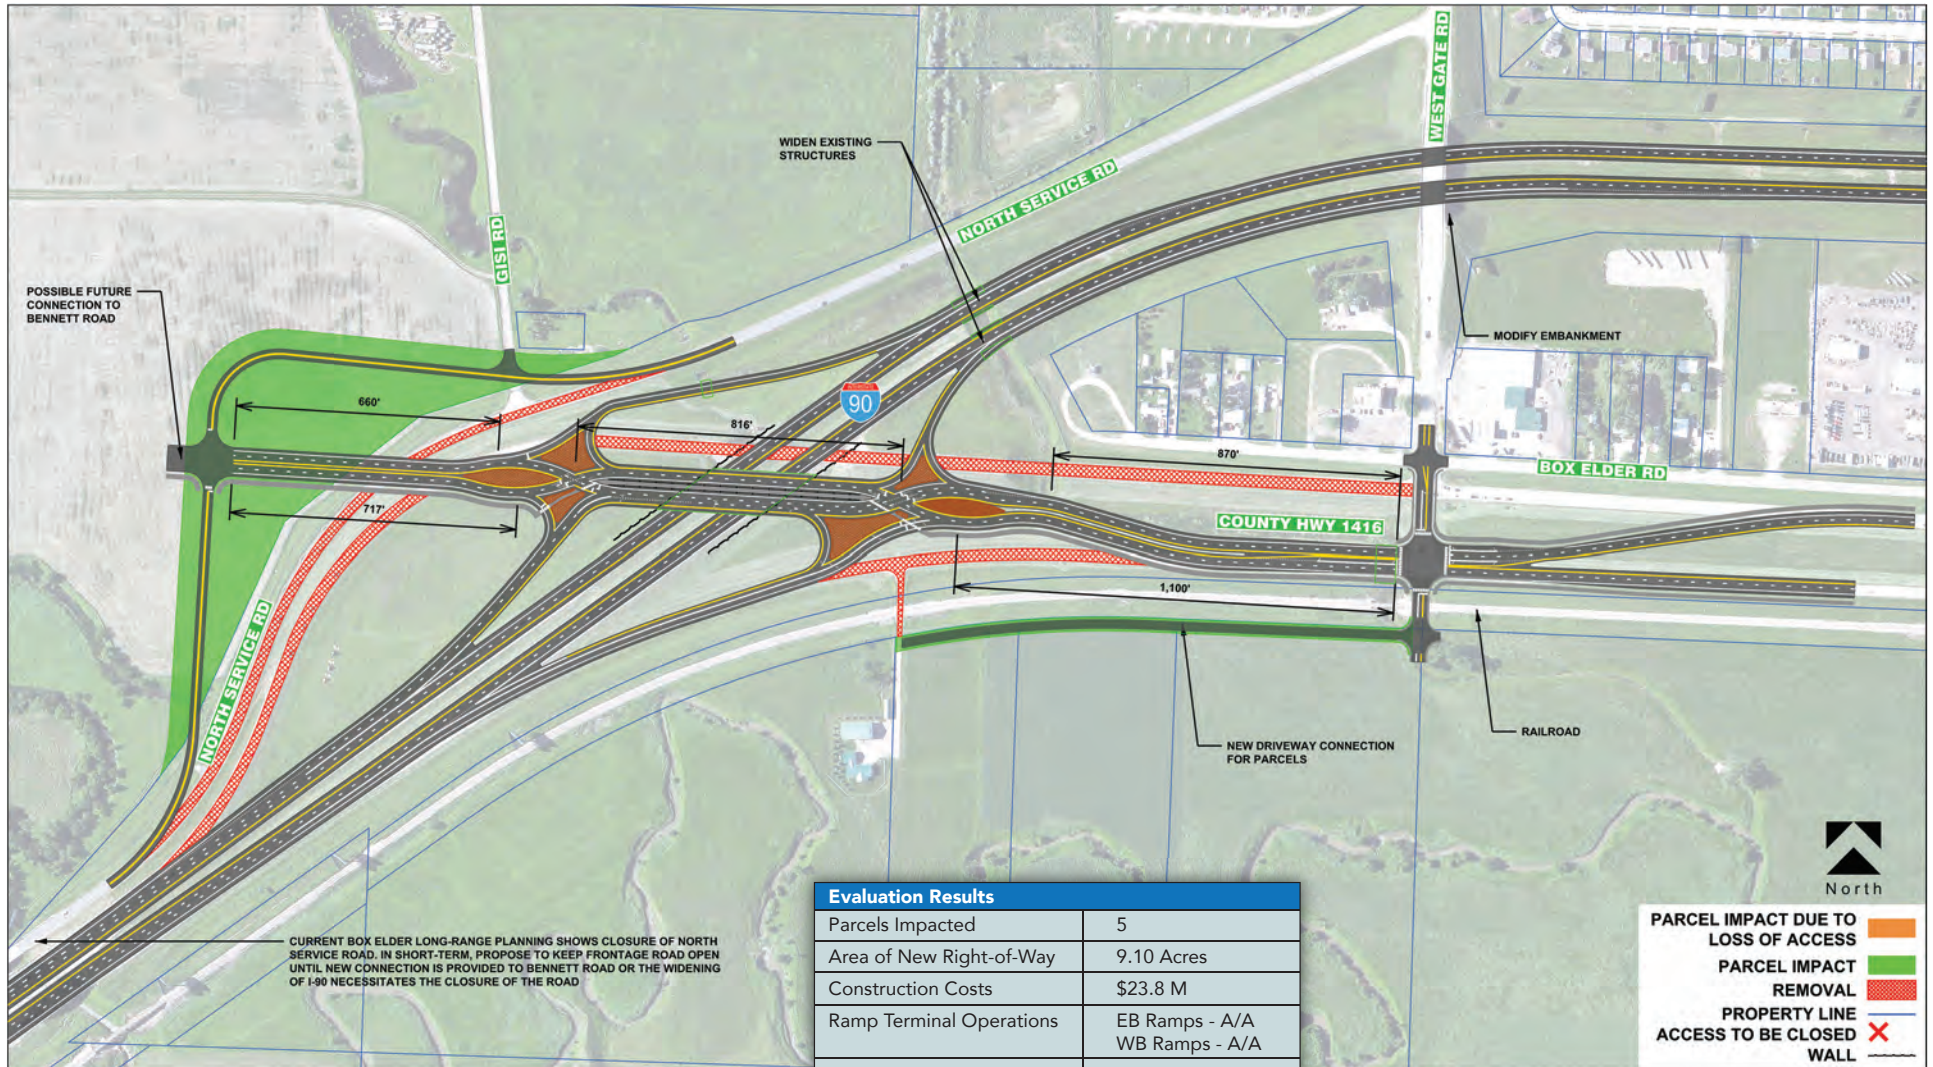 WEST GATE RD
WIDEN EXISTING
STRUCTURES
NORTH SERVICE RD
GISI RD
POSSIBLE FUTURE
CONNECTION TO
BENNETT ROAD
MODIFY EMBANKMENT
660'
90
816'
870'
BOX ELDER RD
717'
COUNTY HWY 1416
1,100'
NORTH SERVICE RD
RAILROAD
NEW DRIVEWAY CONNECTION
FOR PARCELS
North
CURRENT BOX ELDER LONG-RANGE PLANNING SHOWS CLOSURE OF NORTH
SERVICE ROAD. IN SHORT-TERM, PROPOSE TO KEEP FRONTAGE ROAD OPEN
UNTIL NEW CONNECTION IS PROVIDED TO BENNETT ROAD OR THE WIDENING
OF I-90 NECESSITATES THE CLOSURE OF THE ROAD
Evaluation Results
Parcels Impacted 5
Area of New Right-of-Way 9.10 Acres
Construction Costs $23.8 M
Ramp Terminal Operations EB Ramps - A/A
WB Ramps - A/A
PARCEL IMPACT DUE TO
LOSS OF ACCESS
PARCEL IMPACT
REMOVAL
PROPERTY LINE
ACCESS TO BE CLOSED
WALL